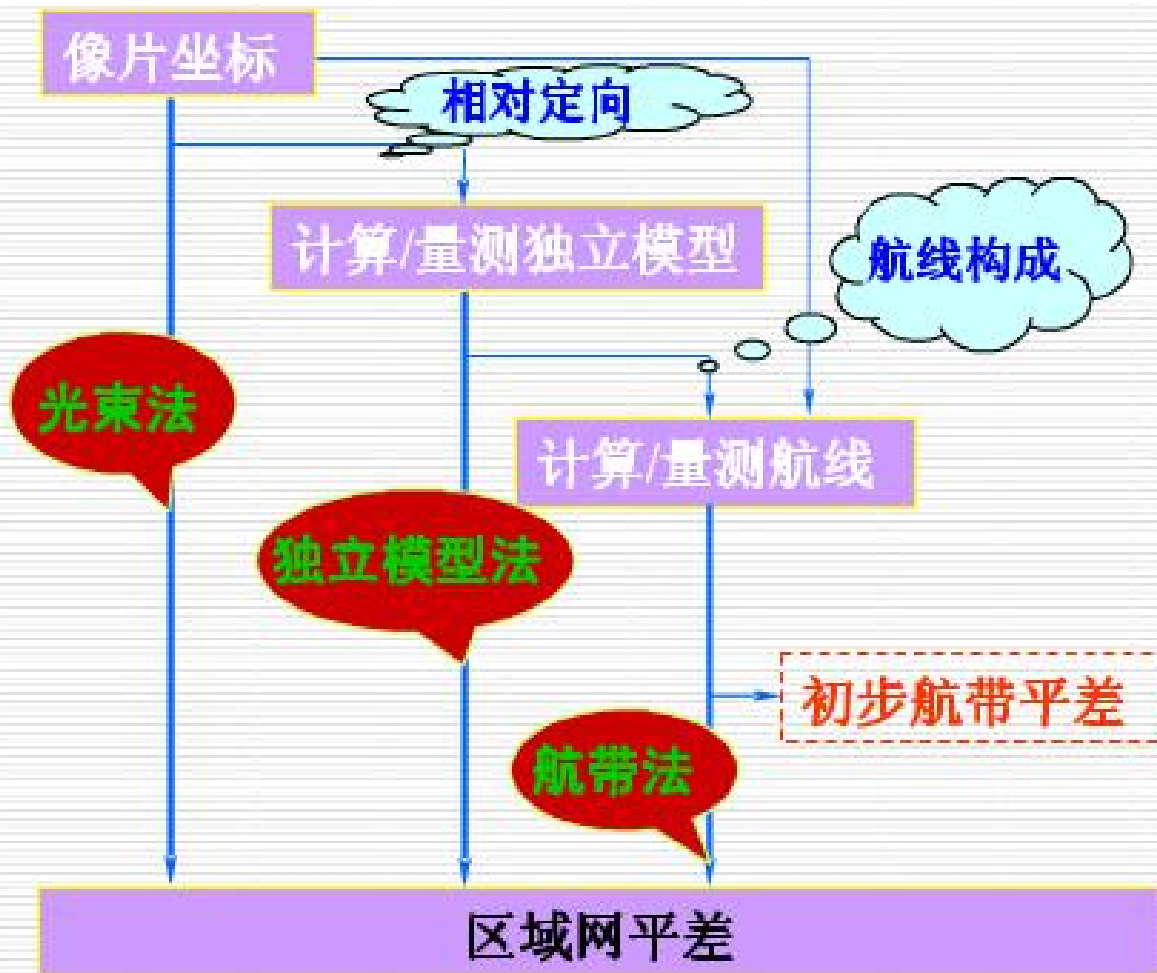 像片坐标
相对定向
计算/量测独立模型
航线构成
光束法
计算/量测航线
独立模型法
初步航带平差
航带法
区域网平差